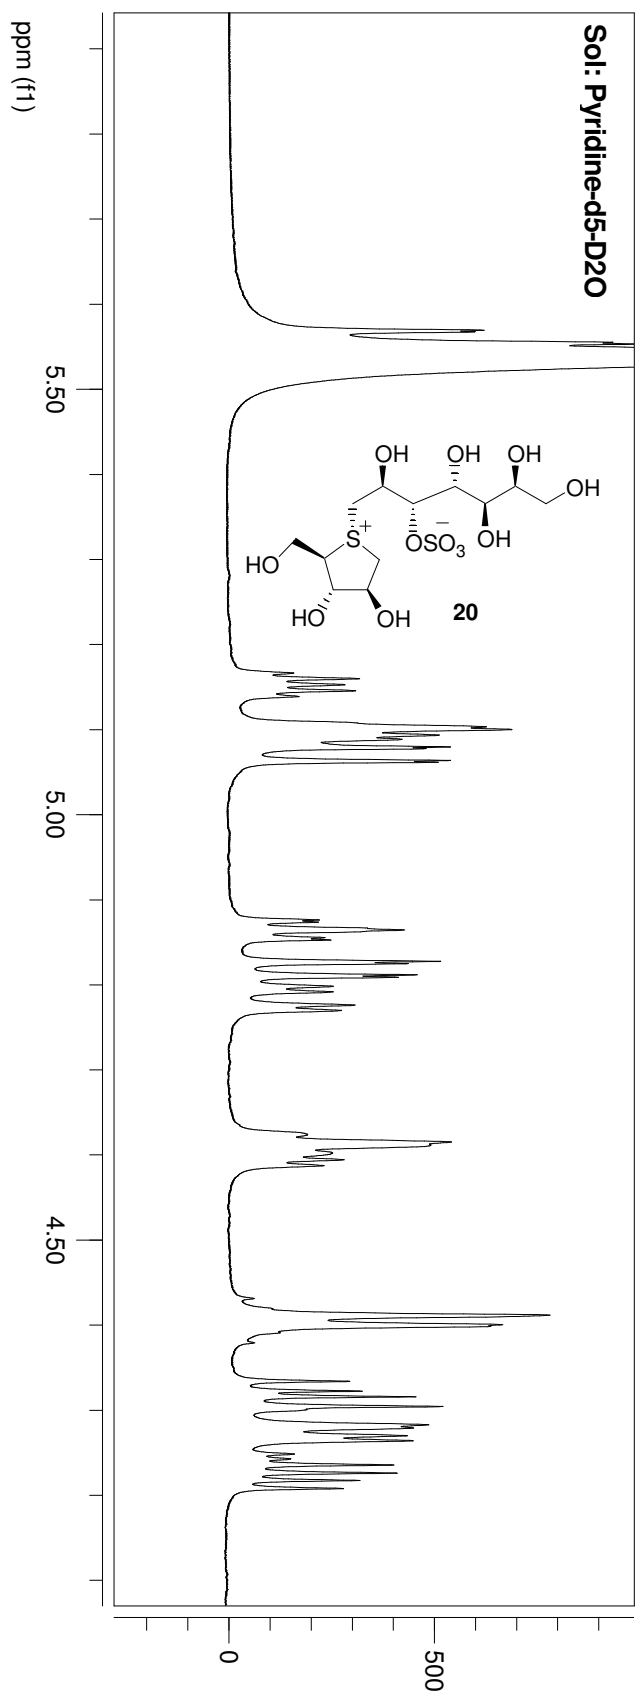 Sol: Pyridine-d5-D2O
OH
OH
OH
OH
OSO3
−
OH
S
+
HO
HO
OH
20
5.50
5.00
4.50
ppm (f1)
0
500